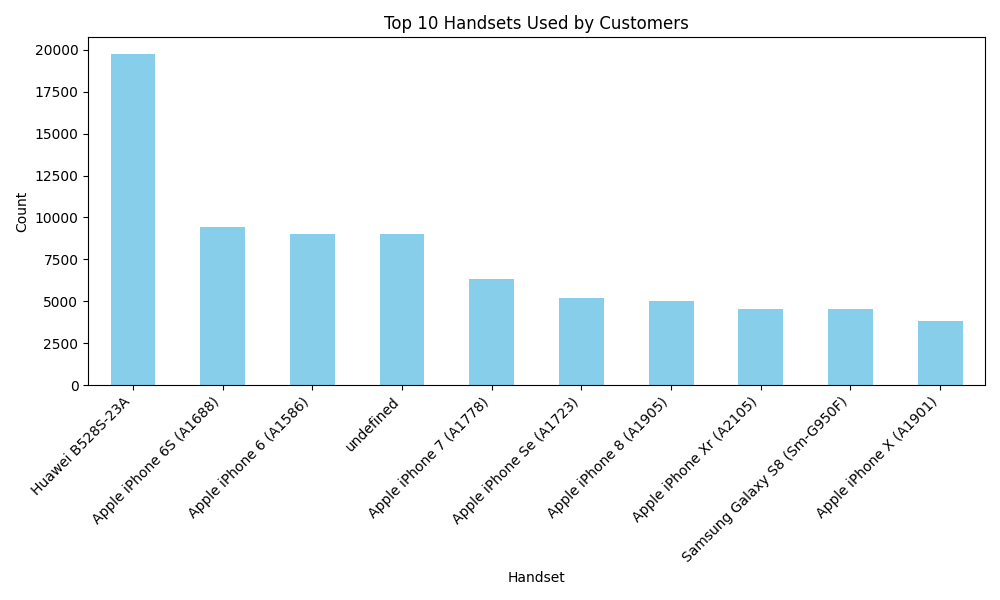 Top 10 Handsets Used by Customers
Count
20000
17500
15000
12500
10000
7500
5000
2500
0
Huawei B528S-23A
Apple iPhone 6S (A1688)
Apple iPhone 6 (A1586)
undefined
Apple iPhone 7 (A1778)
Apple iPhone Se (A1723)
Apple iPhone 8 (A1905)
Apple iPhone Xr (A2105)
Samsung Galaxy S8 (Sm-G950F)
Apple iPhone X (A1901)
Handset